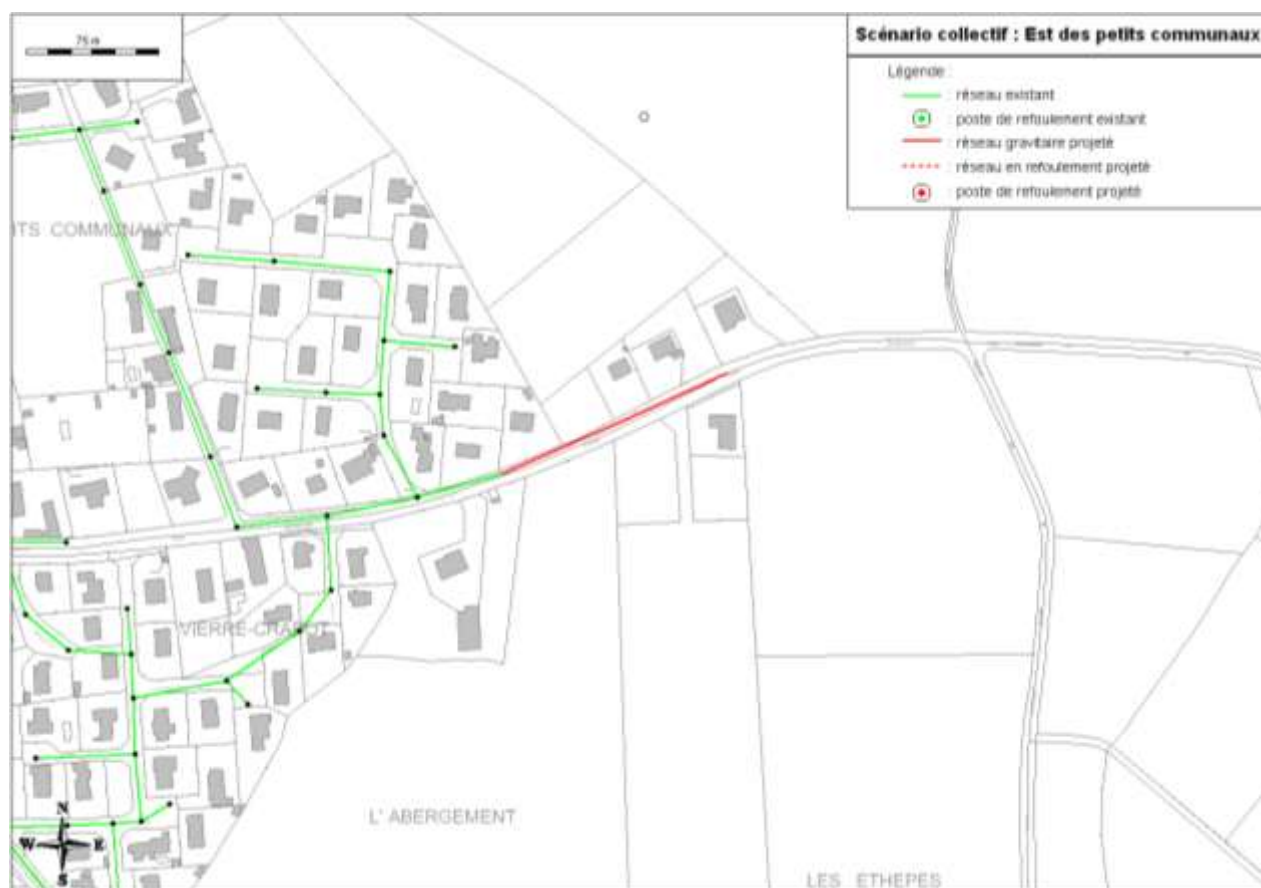 75 m
Scénario collectif : Est des petits communaux
Légende :
: réseau existant
: poste de refoulement existant
: réseau gravitaire projeté
: réseau en refoulement projeté
: poste de refoulement projeté
ITS COMMUNAUX
VIERRE-CHABOT
L' ABERGEMENT
LES ETHEPES
N
W E
S